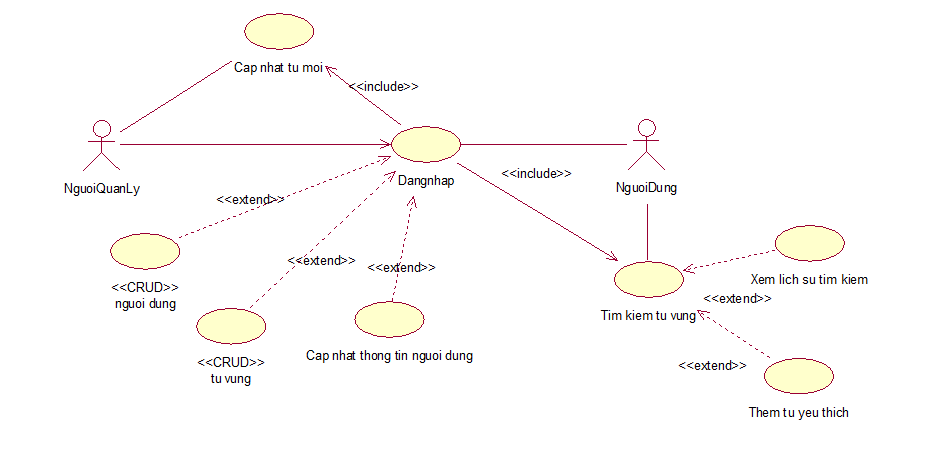 Cap nhat tu moi
<<include>>
NguoiQuanLy
Dangnhap
<<include>>
NguoiDung
<<extend>>
<<extend>>
<<extend>>
<<CRUD>>
nguoi dung
Xem lich su tim kiem
<<extend>>
Tim kiem tu vung
<<CRUD>>
tu vung
Cap nhat thong tin nguoi dung
<<extend>>
Them tu yeu thich